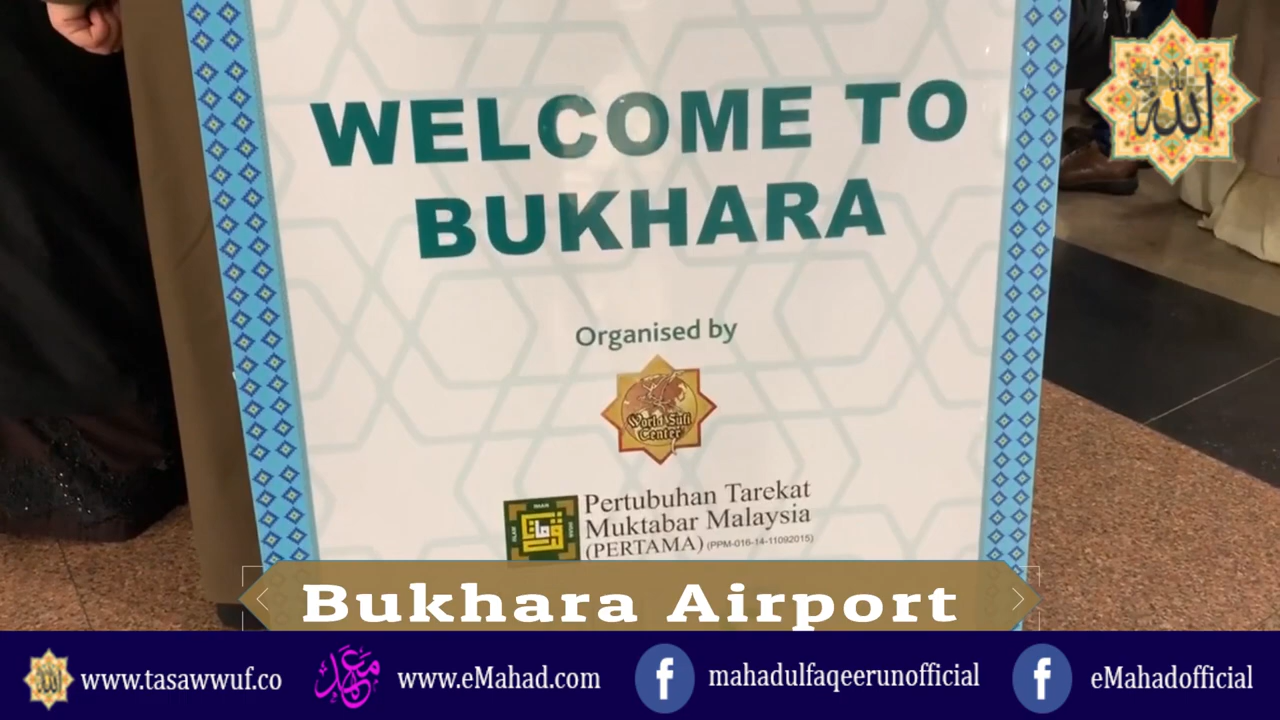 WELCOME TO
BUKHARA
Organised by
World Sufi
Center
Pertubuhan Tarekat
Muktabar Malaysia
(PERTAMA) (PPM-016-14-11092015)
Bukhara Airport
الله
www.tasawwuf.co
www.eMahad.com
mahadulfaqeerunofficial
eMahadofficial